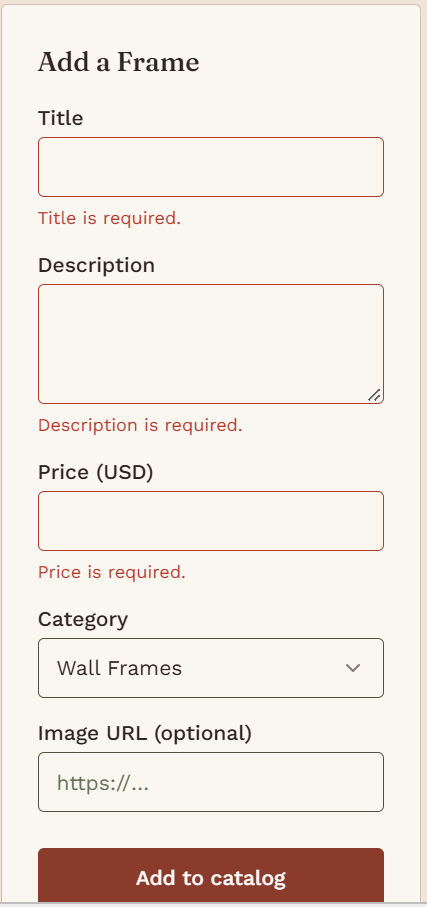 Add a Frame
Title
Title is required.
Description
Description is required.
Price (USD)
Price is required.
Category
Wall Frames
Image URL (optional)
https://...
Add to catalog